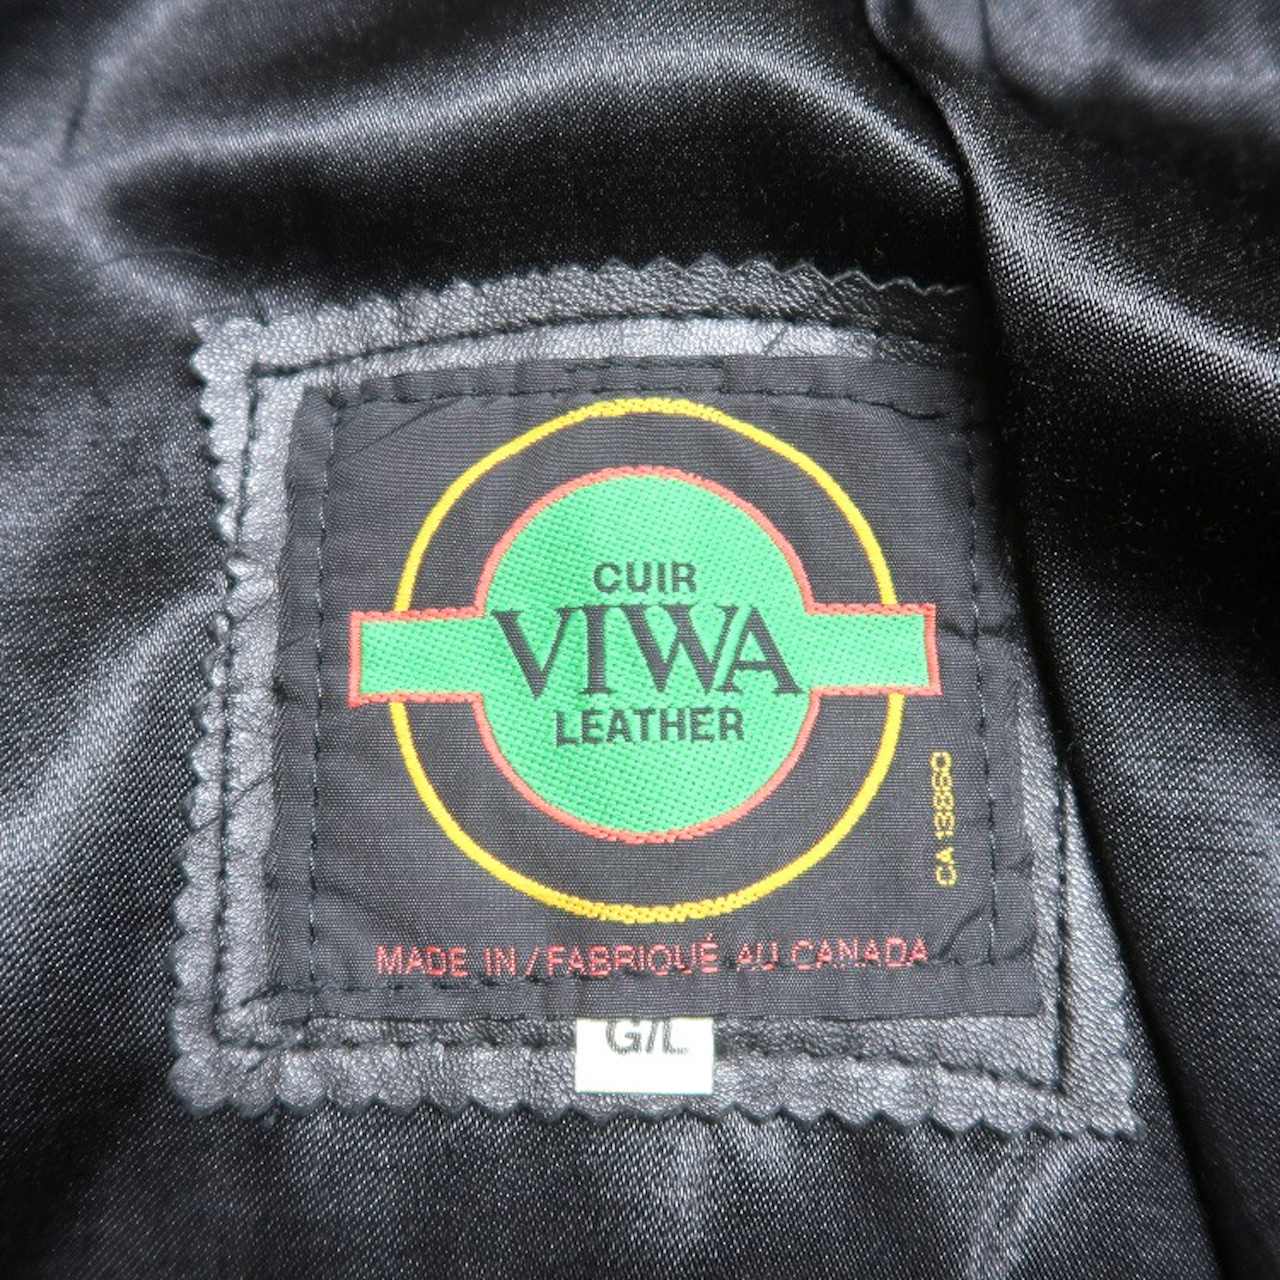 CUIR
VIWA
LEATHER
CA 13860
MADE IN / FABRIQUÉ AU CANADA
G/L